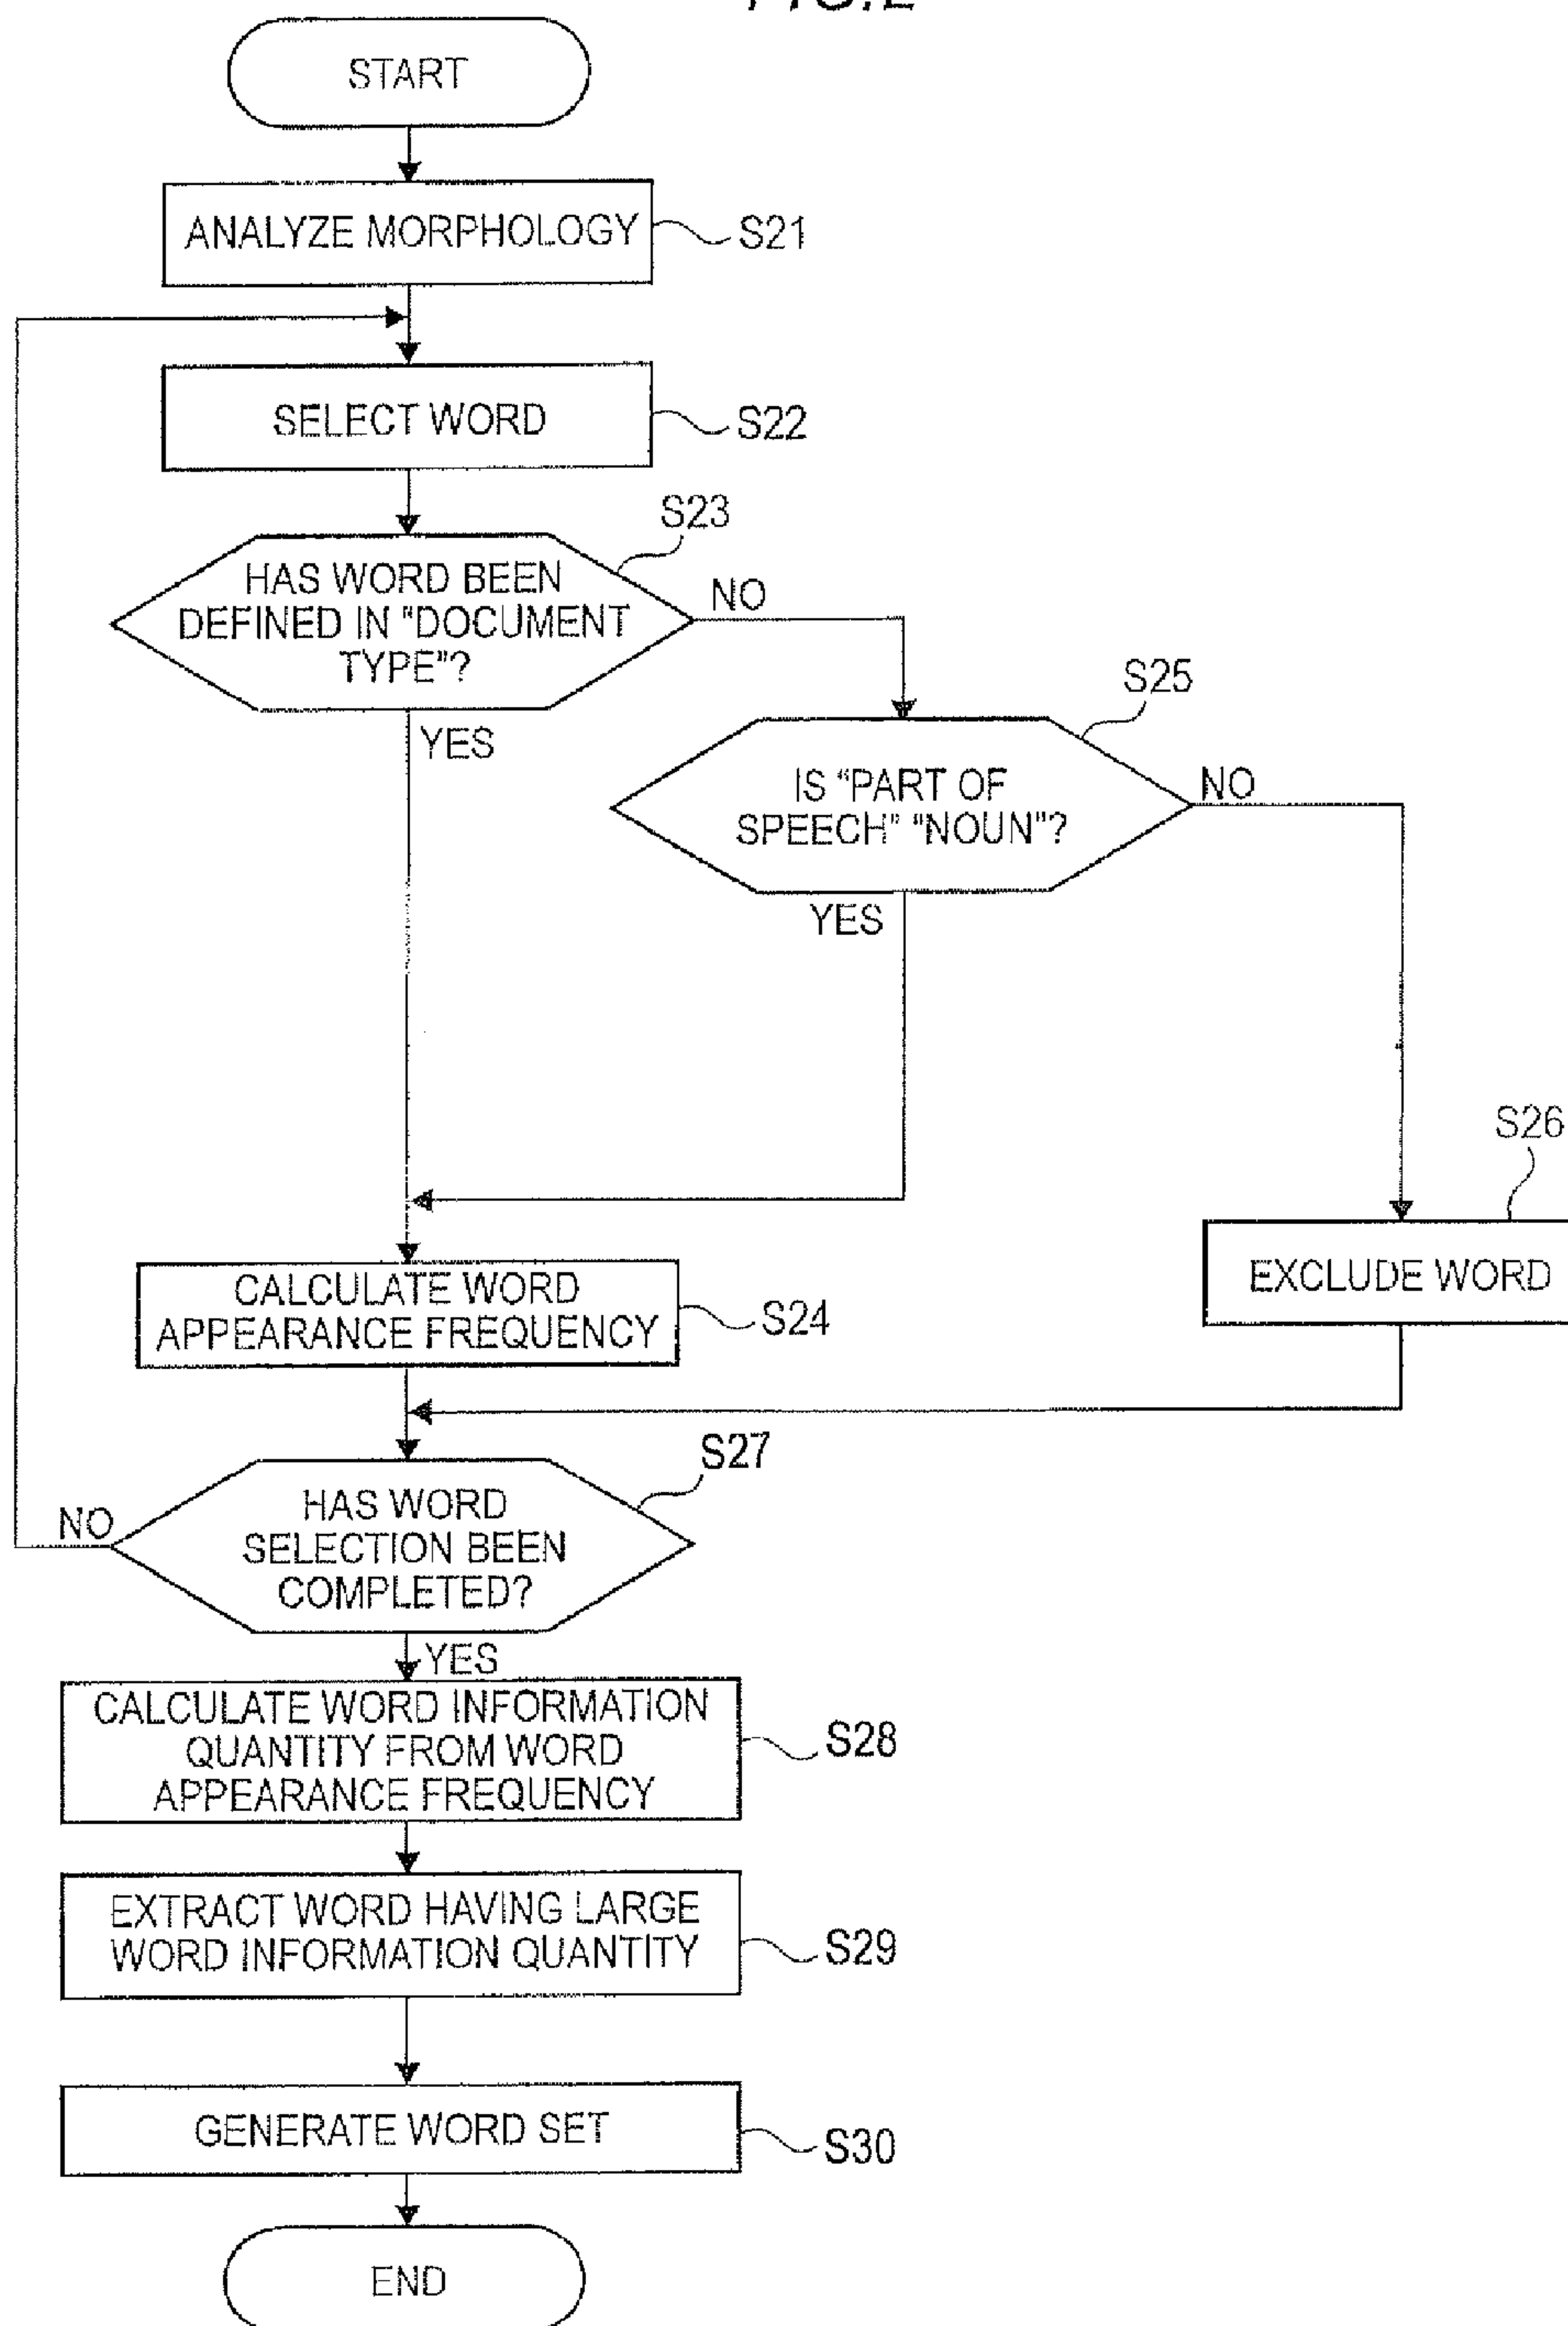 START
ANALYZE MORPHOLOGY
S21
SELECT WORD
S22
S23
HAS WORD BEEN
DEFINED IN "DOCUMENT
TYPE"?
NO
YES
S25
IS "PART OF
SPEECH" "NOUN"?
NO
YES
S26
EXCLUDE WORD
CALCULATE WORD
APPEARANCE FREQUENCY
S24
S27
HAS WORD
SELECTION BEEN
COMPLETED?
NO
YES
CALCULATE WORD INFORMATION
QUANTITY FROM WORD
APPEARANCE FREQUENCY
S28
EXTRACT WORD HAVING LARGE
WORD INFORMATION QUANTITY
S29
GENERATE WORD SET
S30
END